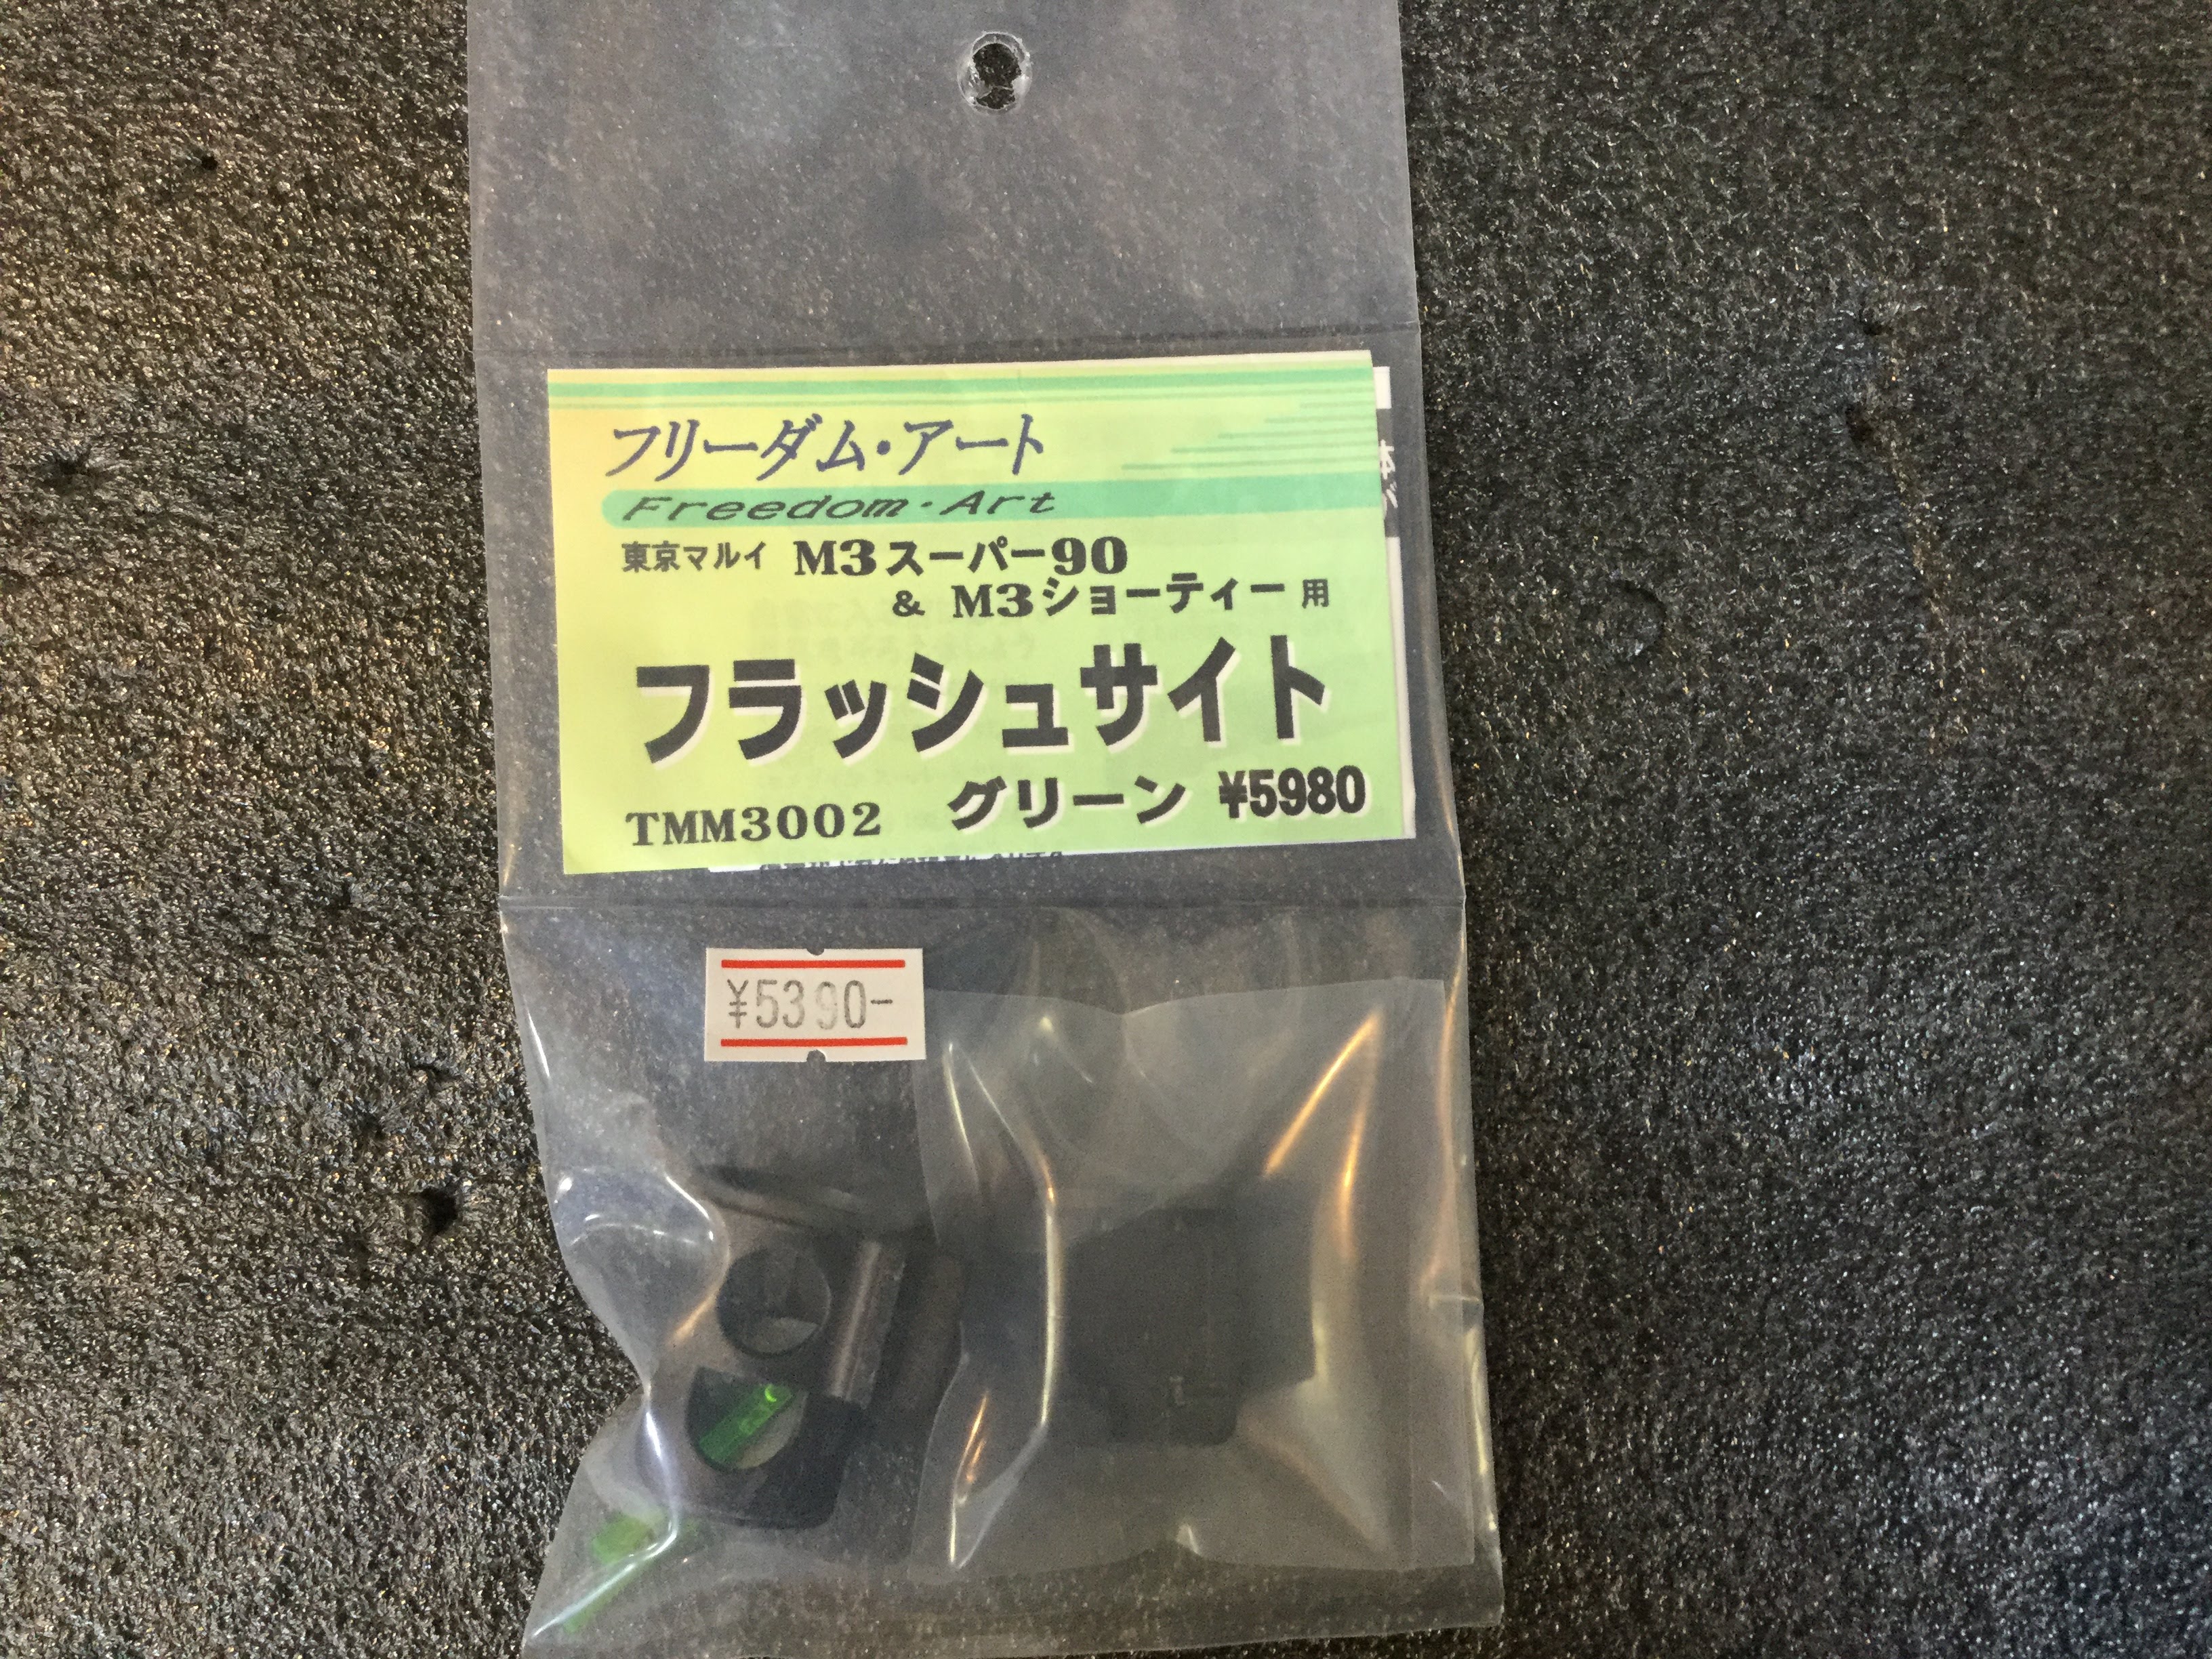 フリーダム・アート
Freedom・Art
東京マルイ M3スーパー90
& M3ショーティー用
フラッシュサイト
TMM3002 グリーン ¥5980
¥5390-